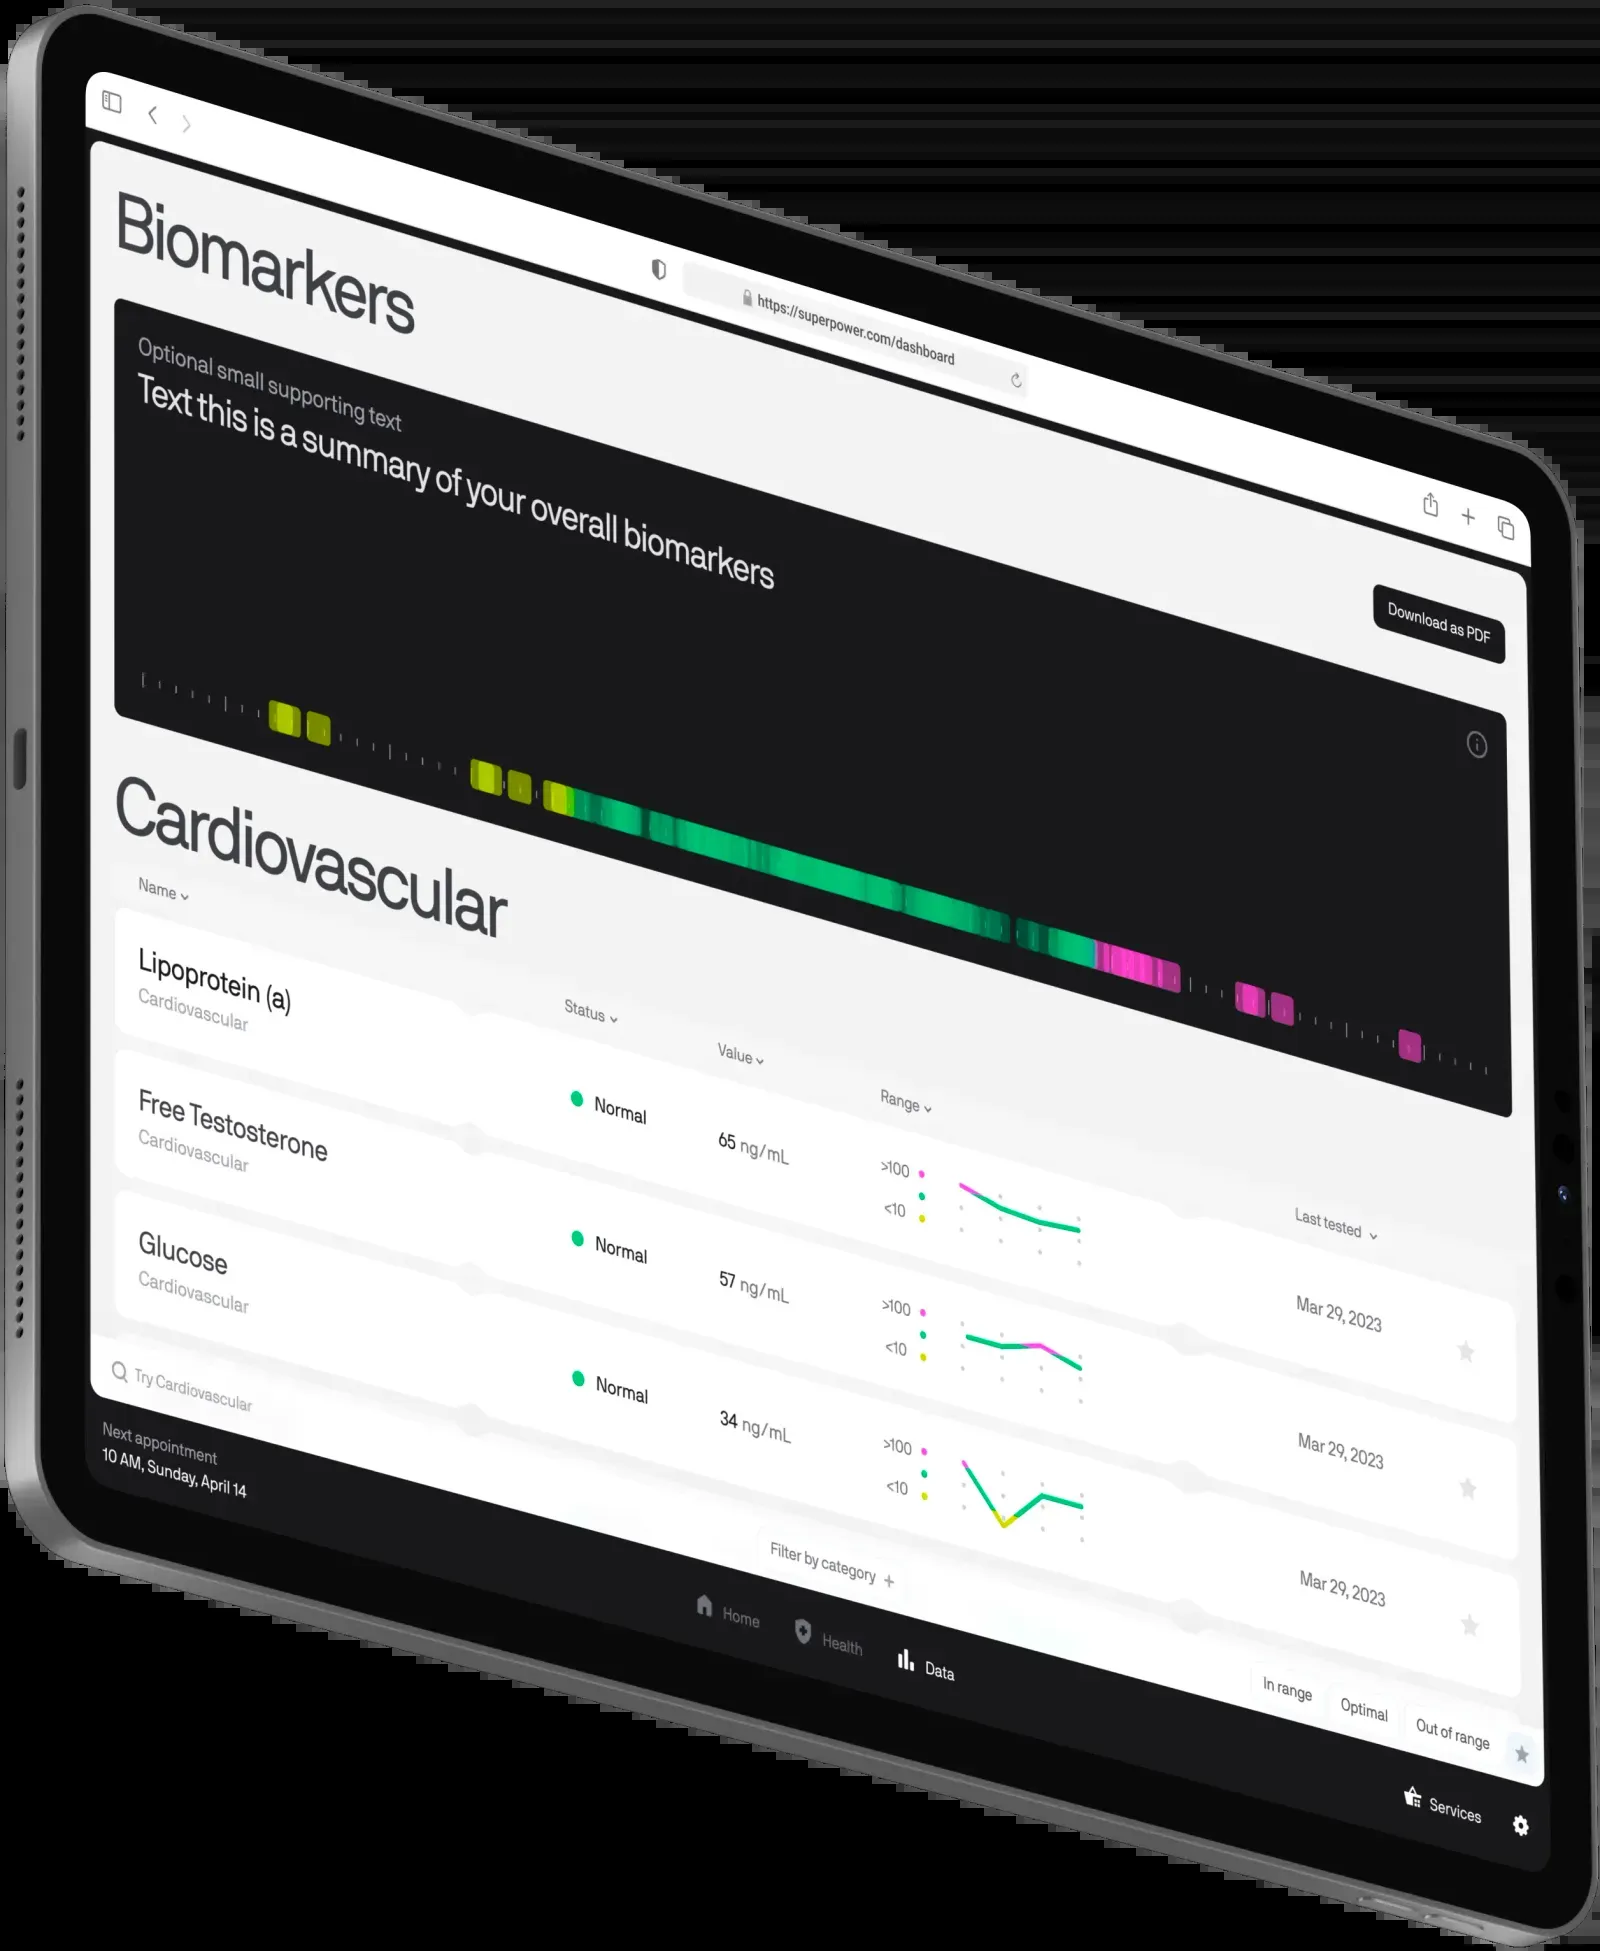 https://superpower.com/dashboard
Biomarkers
Download as PDF
Optional small supporting text
Text this is a summary of your overall biomarkers
Cardiovascular
Name
Status
Value
Range
Last tested
Lipoprotein (a)
Cardiovascular
Normal
65 ng/mL
>100
<10
Mar 29, 2023
Free Testosterone
Cardiovascular
Normal
57 ng/mL
>100
<10
Mar 29, 2023
Glucose
Cardiovascular
Normal
34 ng/mL
>100
<10
Mar 29, 2023
Try Cardiovascular
Filter by category +
In range
Optimal
Out of range
Next appointment
10 AM, Sunday, April 14
Home
Health
Data
Services